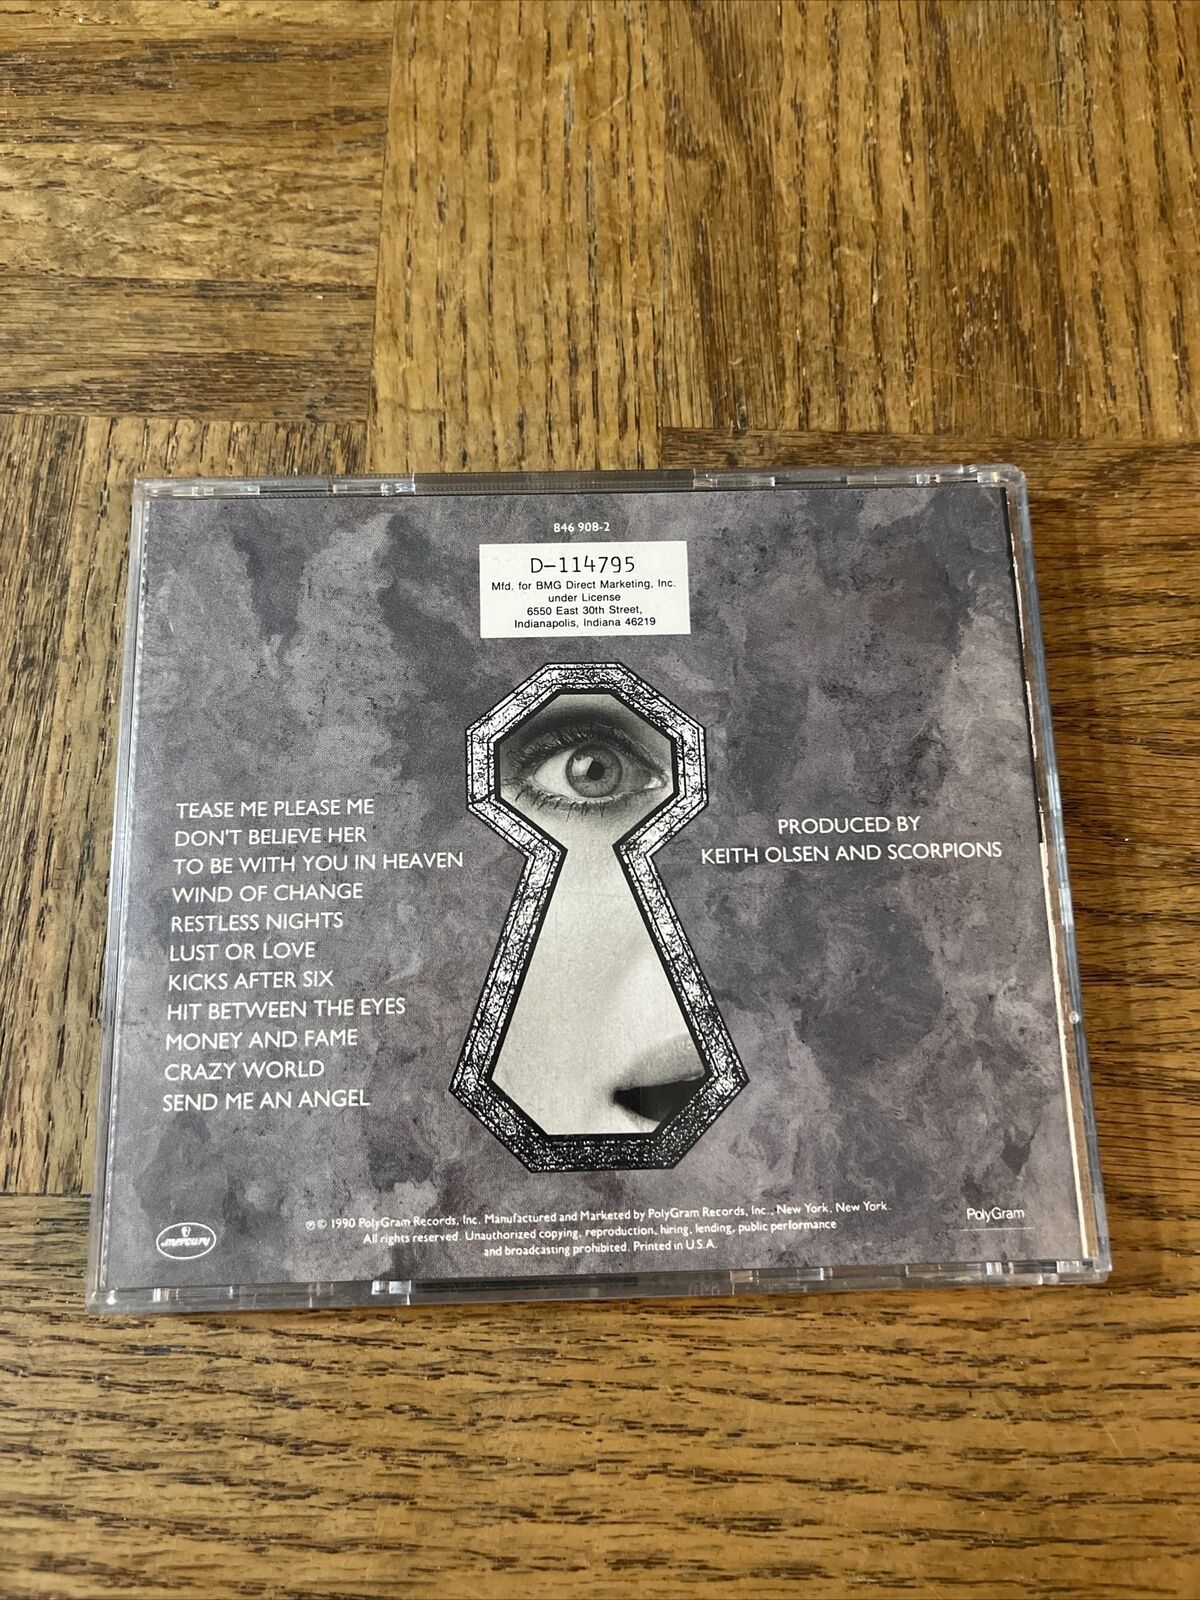 846 908-2
D-114795
Mfd. for BMG Direct Marketing, Inc.
under License
6550 East 30th Street,
Indianapolis, Indiana 46219
TEASE ME PLEASE ME
DON'T BELIEVE HER
TO BE WITH YOU IN HEAVEN
WIND OF CHANGE
RESTLESS NIGHTS
LUST OR LOVE
KICKS AFTER SIX
HIT BETWEEN THE EYES
MONEY AND FAME
CRAZY WORLD
SEND ME AN ANGEL
PRODUCED BY
KEITH OLSEN AND SCORPIONS
℗ © 1990 PolyGram Records, Inc. Manufactured and Marketed by PolyGram Records, Inc., New York, New York.
All rights reserved. Unauthorized copying, reproduction, hiring, lending, public performance
and broadcasting prohibited. Printed in U.S.A.
mercury
PolyGram